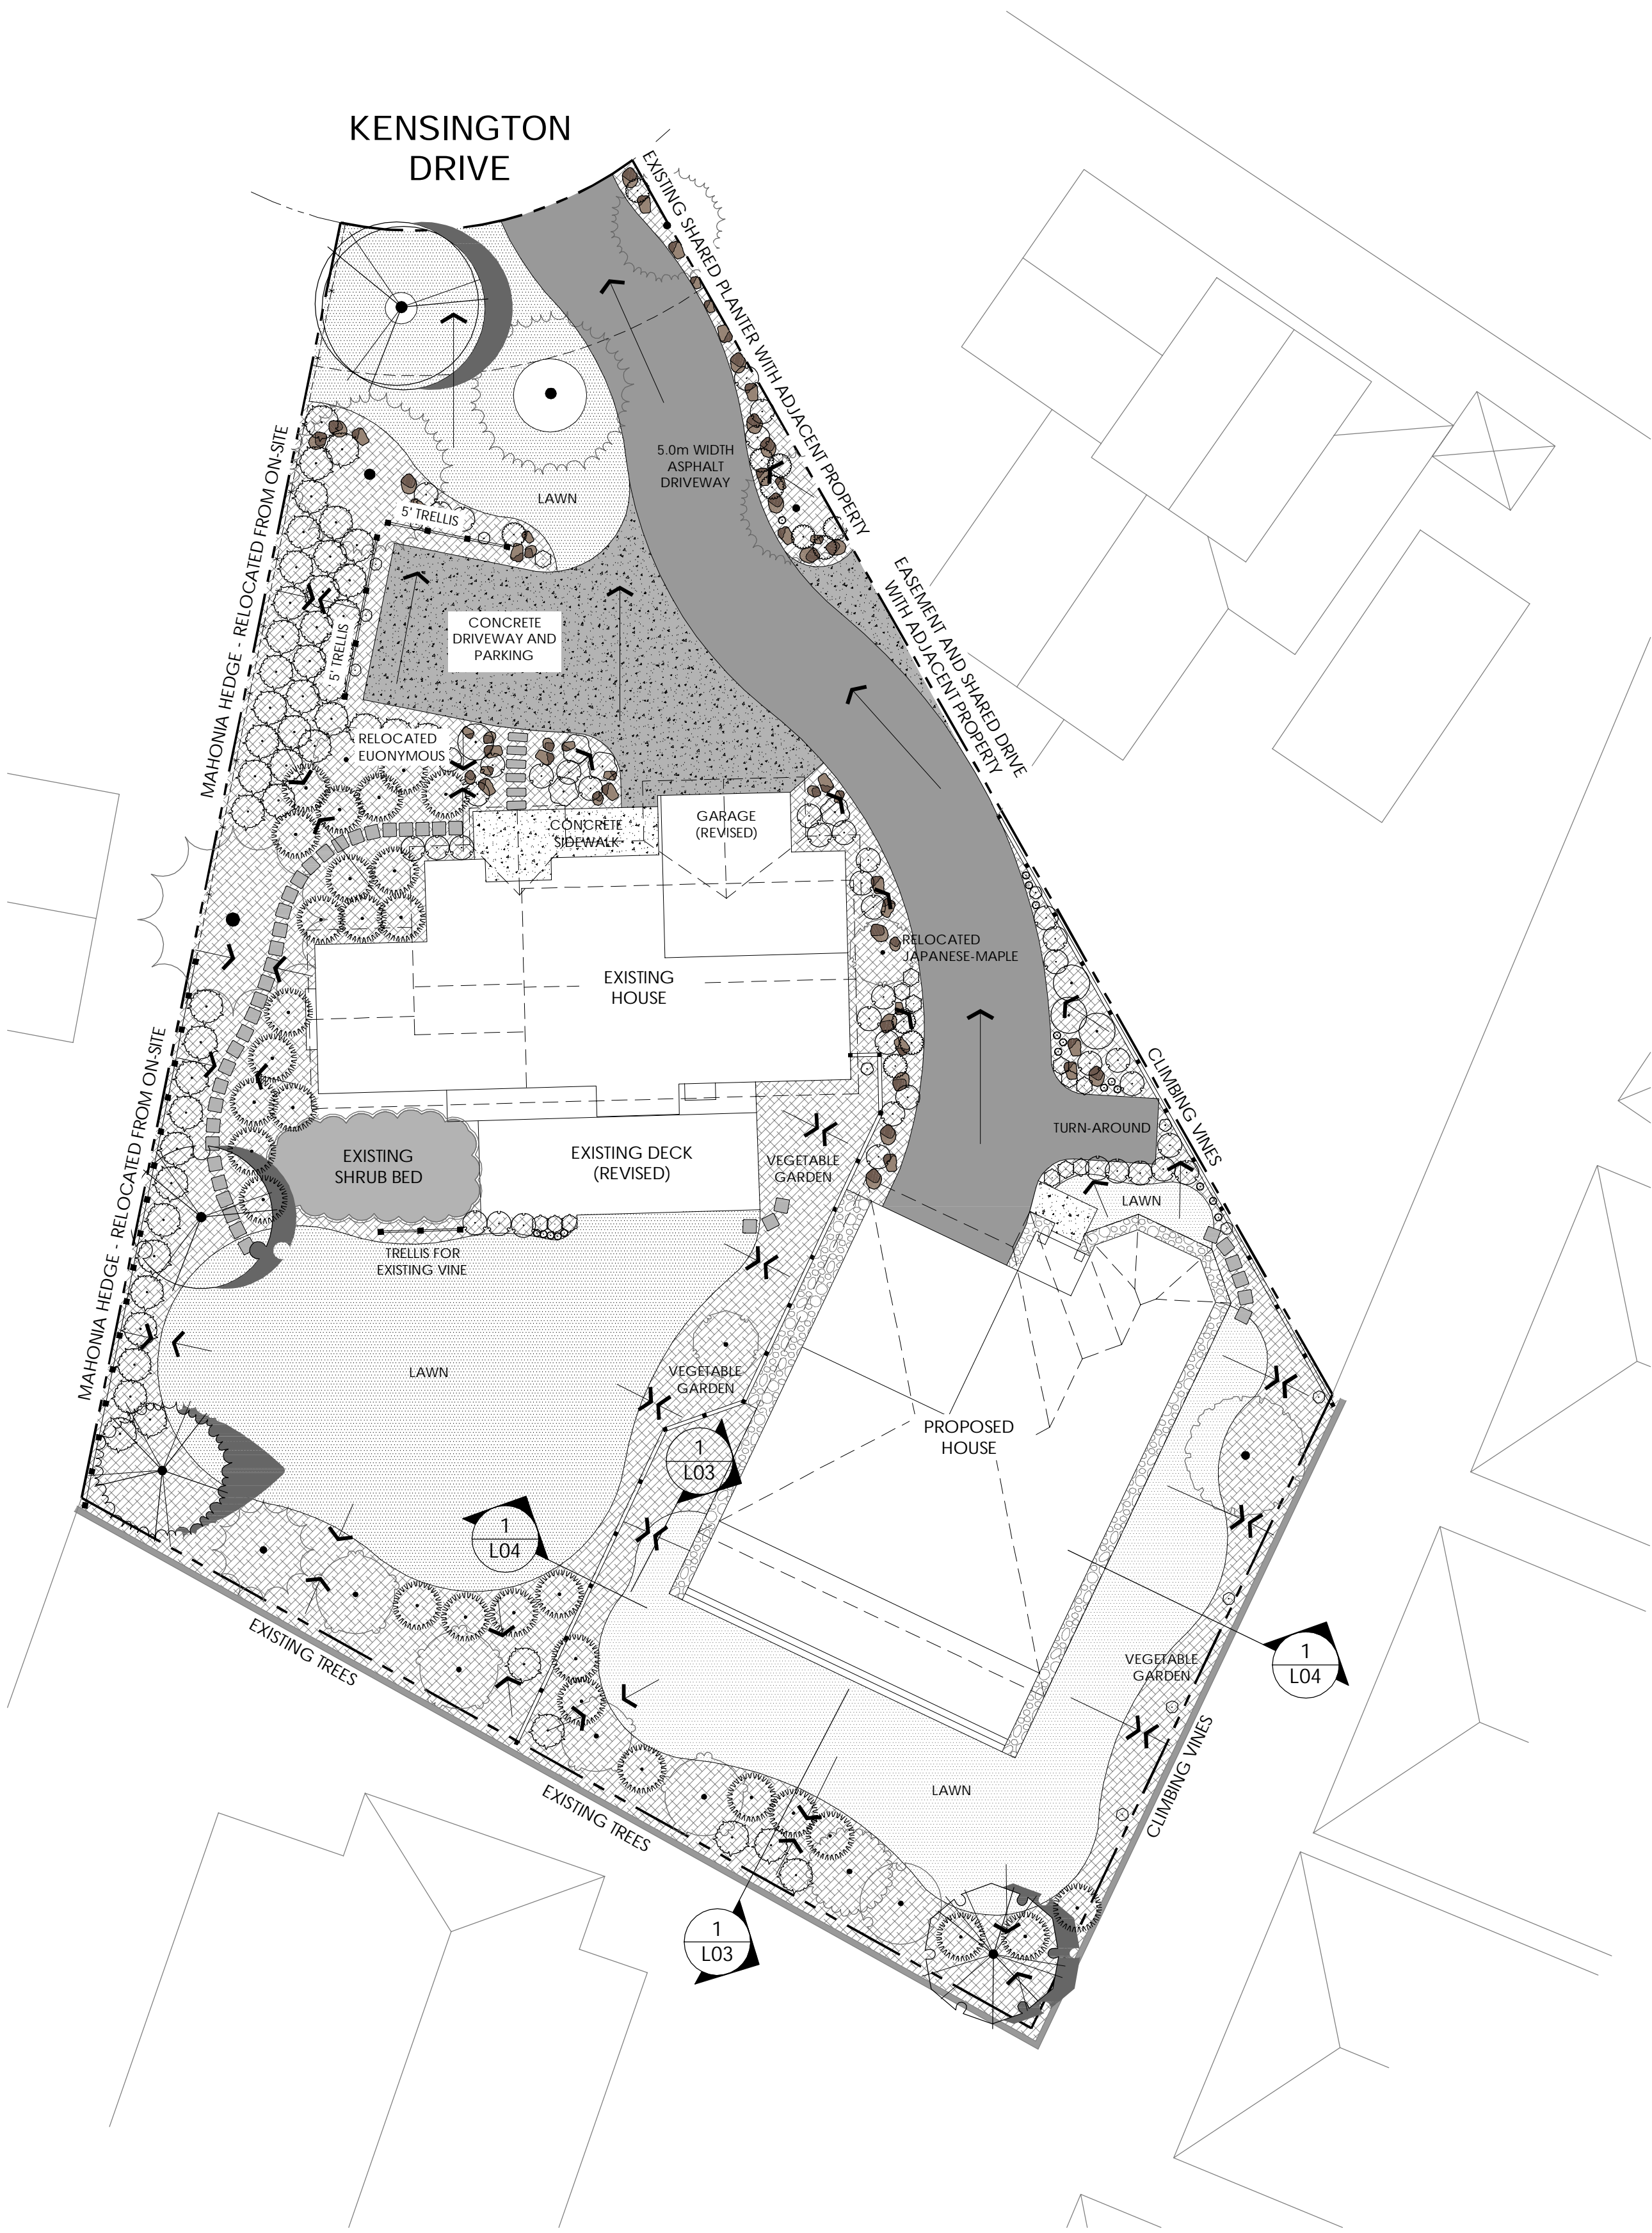 KENSINGTON
DRIVE
EXISTING SHARED PLANTER WITH ADJACENT PROPERTY
MAHONIA HEDGE - RELOCATED FROM ON-SITE
5.0m WIDTH
ASPHALT
DRIVEWAY
LAWN
5' TRELLIS
5' TRELLIS
CONCRETE
DRIVEWAY AND
PARKING
EASEMENT AND SHARED DRIVE
WITH ADJACENT PROPERTY
RELOCATED
EUONYMOUS
CONCRETE
SIDEWALK
GARAGE
(REVISED)
RELOCATED
JAPANESE-MAPLE
EXISTING
HOUSE
MAHONIA HEDGE - RELOCATED FROM ON-SITE
CLIMBING VINES
TURN-AROUND
EXISTING
SHRUB BED
EXISTING DECK
(REVISED)
VEGETABLE
GARDEN
LAWN
TRELLIS FOR
EXISTING VINE
LAWN
VEGETABLE
GARDEN
PROPOSED
HOUSE
1
L03
1
L04
EXISTING TREES
VEGETABLE
GARDEN
1
L04
CLIMBING VINES
EXISTING TREES
LAWN
1
L03